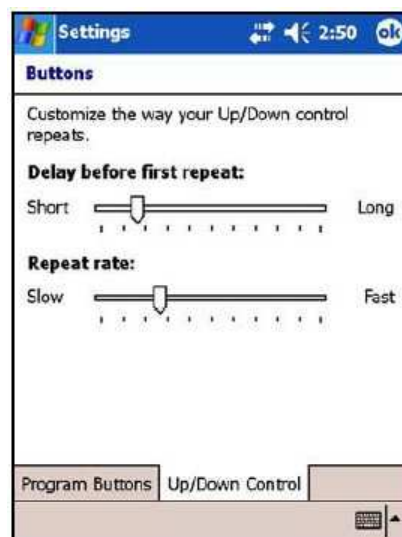 Settings 2:50 ok
Buttons
Customize the way your Up/Down control
repeats.
Delay before first repeat:
Short Long
Repeat rate:
Slow Fast
Program Buttons Up/Down Control